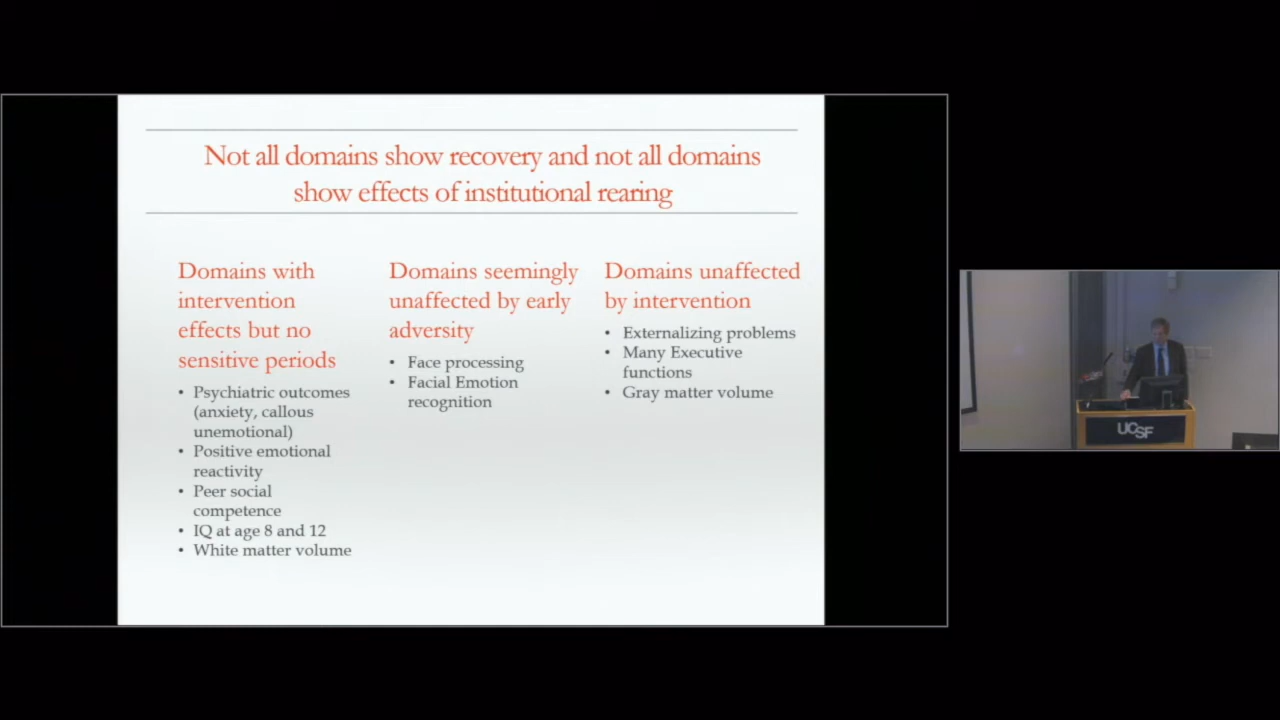 Not all domains show recovery and not all domains
show effects of institutional rearing
Domains with
intervention
effects but no
sensitive periods
• Psychiatric outcomes
(anxiety, callous
unemotional)
• Positive emotional
reactivity
• Peer social
competence
• IQ at age 8 and 12
• White matter volume
Domains seemingly
unaffected by early
adversity
• Face processing
• Facial Emotion
recognition
Domains unaffected
by intervention
• Externalizing problems
• Many Executive
functions
• Gray matter volume
UCSF